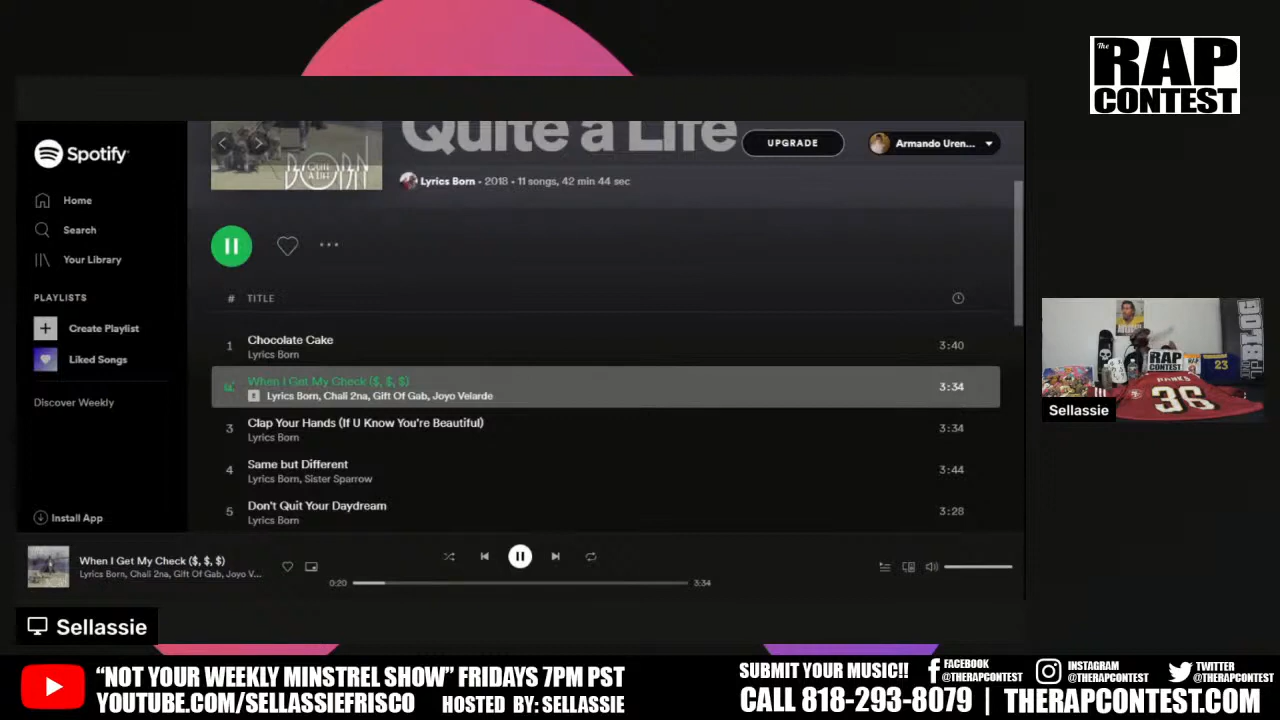 The
RAP
CONTEST
Spotify
Home
Search
Your Library
PLAYLISTS
Create Playlist
Liked Songs
Discover Weekly
Install App
BORN
QUITE
A LIFE
Quite a Life
UPGRADE
Armando Uren...
Lyrics Born • 2018 • 11 songs, 42 min 44 sec
# TITLE
1 Chocolate Cake 3:40
Lyrics Born
When I Get My Check ($, $, $) 3:34
E Lyrics Born, Chali 2na, Gift Of Gab, Joyo Velarde
3 Clap Your Hands (If U Know You're Beautiful) 3:34
Lyrics Born
4 Same but Different 3:44
Lyrics Born, Sister Sparrow
5 Don't Quit Your Daydream 3:28
Lyrics Born
When I Get My Check ($, $, $)
Lyrics Born, Chali 2na, Gift Of Gab, Joyo V...
0:20 3:34
RAP
CONTEST
23
36
Sellassie
Sellassie
"NOT YOUR WEEKLY MINSTREL SHOW" FRIDAYS 7PM PST
YOUTUBE.COM/SELLASSIEFRISCO HOSTED BY: SELLASSIE
SUBMIT YOUR MUSIC!!
FACEBOOK
@THERAPCONTEST
INSTAGRAM
@THERAPCONTEST
TWITTER
@THERAPCONTEST
CALL 818-293-8079 | THERAPCONTEST.COM